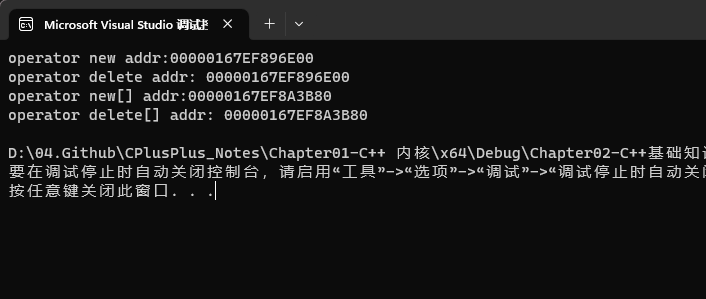 Microsoft Visual Studio 调试控
operator new addr:00000167EF896E00
operator delete addr: 00000167EF896E00
operator new[] addr:00000167EF8A3B80
operator delete[] addr: 00000167EF8A3B80
D:\04.Github\CPlusPlus_Notes\Chapter01-C++ 内核\x64\Debug\Chapter02-C++基础知识
要在调试停止时自动关闭控制台，请启用“工具”->“选项”->“调试”->“调试停止时自动关闭
按任意键关闭此窗口. . .